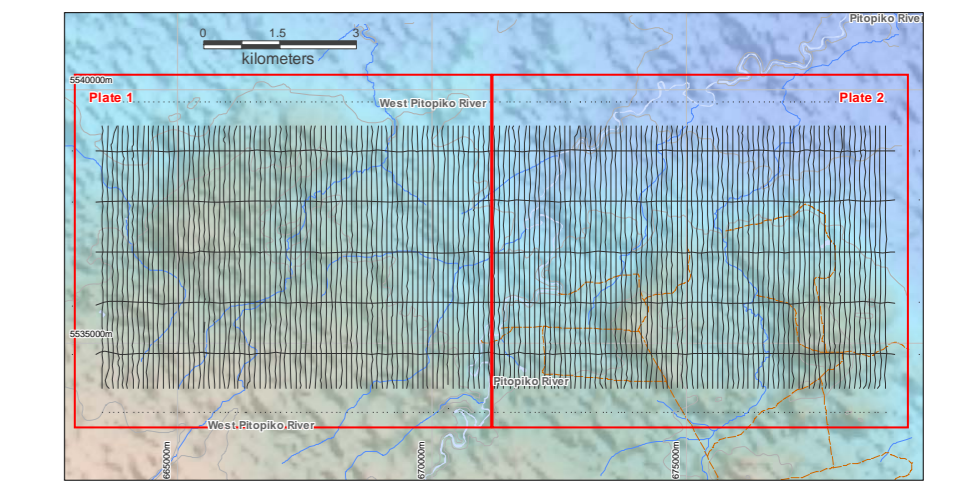 Pitopiko River
0 1.5 3
kilometers
5540000m
Plate 1
West Pitopiko River
Plate 2
5535000m
Pitopiko River
West Pitopiko River
665000m
670000m
675000m